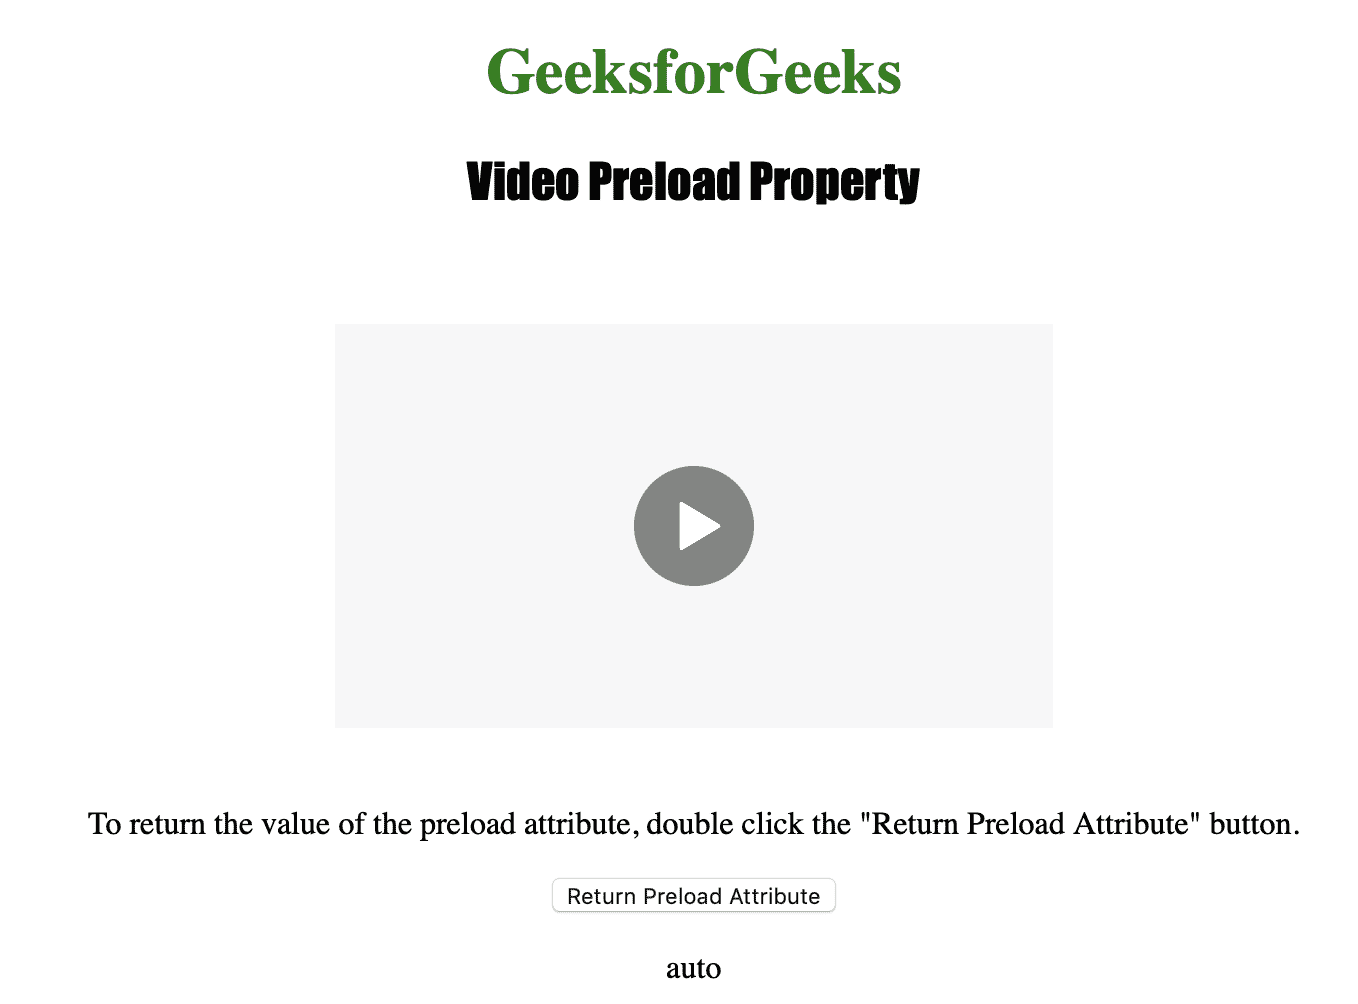 GeeksforGeeks
Video Preload Property
To return the value of the preload attribute, double click the "Return Preload Attribute" button.
Return Preload Attribute
auto